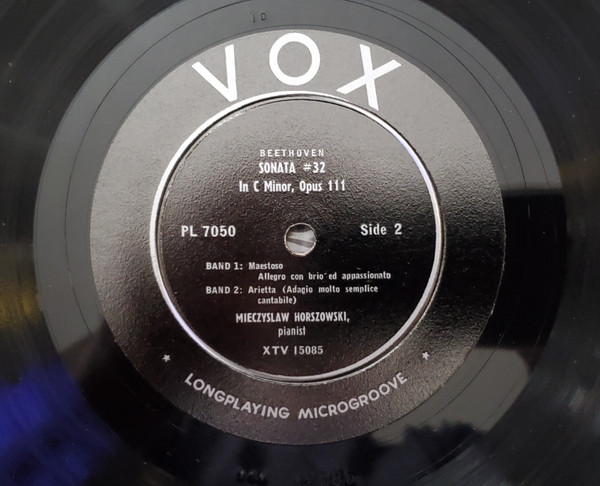 VOX
BEETHOVEN
SONATA #32
In C Minor, Opus 111
PL 7050
Side 2
BAND 1: Maestoso
Allegro con brio ed appassionato
BAND 2: Arietta (Adagio molto semplice
cantabile)
MIECZYSLAW HORSZOWSKI,
pianist
XTV 15085
★ LONGPLAYING MICROGROOVE ★